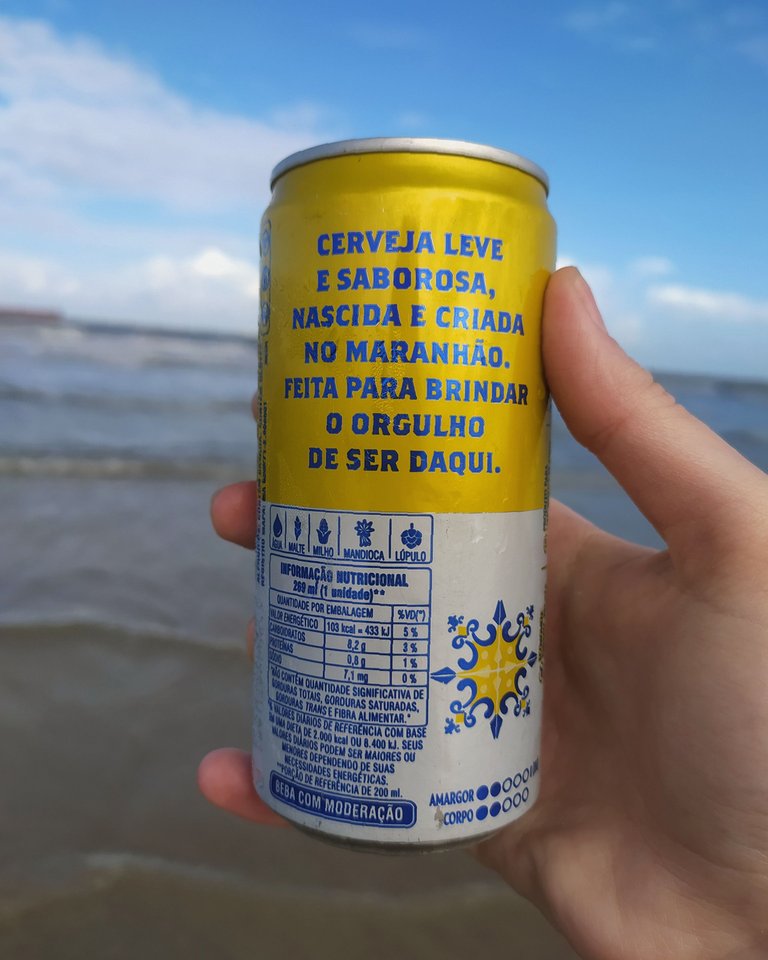 CERVEJA LEVE
E SABOROSA,
NASCIDA E CRIADA
NO MARANHÃO.
FEITA PARA BRINDAR
O ORGULHO
DE SER DAQUI.
ÁGUA MALTE MILHO MANDIOCA LÚPULO
INFORMAÇÃO NUTRICIONAL
269 ml (1 unidade)**
QUANTIDADE POR EMBALAGEM %VD(*)
VALOR ENERGÉTICO 103 kcal = 433 kJ 5 %
CARBOIDRATOS 8,2 g 3 %
PROTEÍNAS 0,8 g 1 %
SÓDIO 7,1 mg 0 %
"NÃO CONTÉM QUANTIDADE SIGNIFICATIVA DE
GORDURAS TOTAIS, GORDURAS SATURADAS,
GORDURAS TRANS E FIBRA ALIMENTAR."
*% VALORES DIÁRIOS DE REFERÊNCIA COM BASE
EM UMA DIETA DE 2.000 kcal OU 8.400 kJ. SEUS
VALORES DIÁRIOS PODEM SER MAIORES OU
MENORES DEPENDENDO DE SUAS
NECESSIDADES ENERGÉTICAS.
**PORÇÃO DE REFERÊNCIA DE 200 ml.
BEBA COM MODERAÇÃO
AMARGOR
CORPO